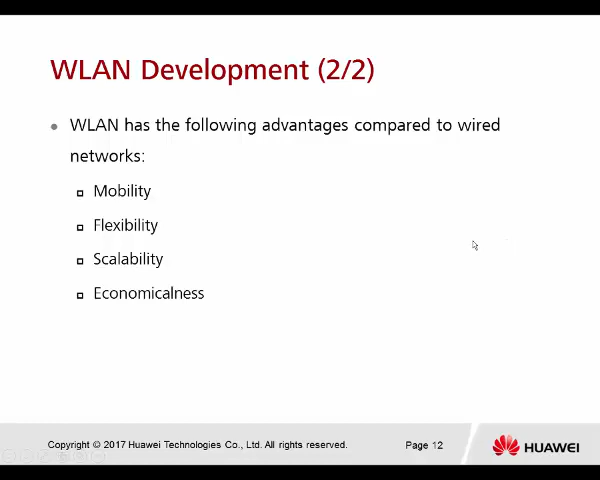 WLAN Development (2/2)
WLAN has the following advantages compared to wired
networks:
Mobility
Flexibility
Scalability
Economicalness
Copyright © 2017 Huawei Technologies Co., Ltd. All rights reserved.
Page 12
HUAWEI